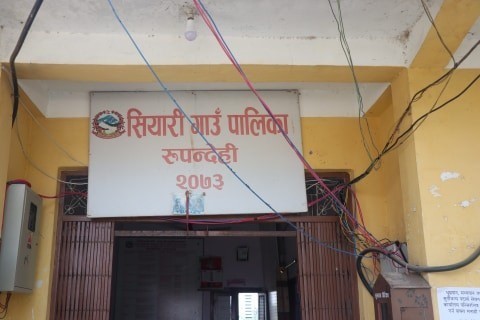 सियारी गाउँ पालिका
रुपन्देही
२०७३